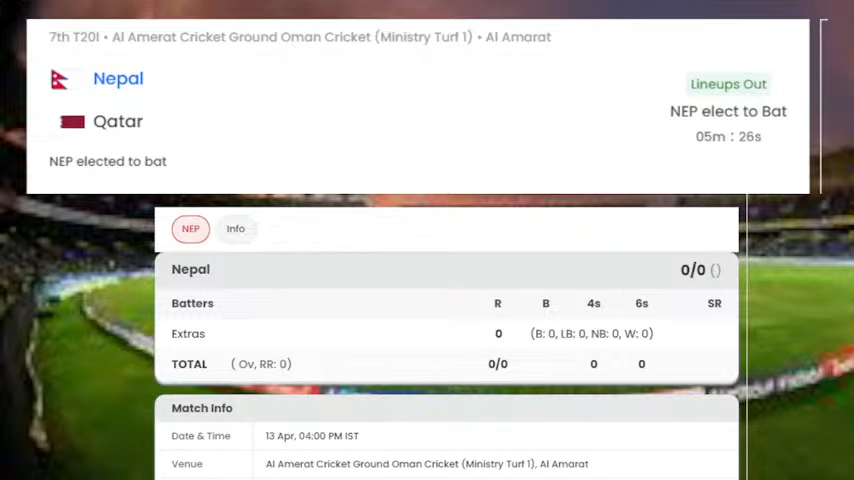 7th T20I • Al Amerat Cricket Ground Oman Cricket (Ministry Turf 1) • Al Amarat
Nepal
Lineups Out
NEP elect to Bat
Qatar
05m : 26s
NEP elected to bat
NEP Info
Nepal 0/0 ()
Batters R B 4s 6s SR
Extras 0 (B: 0, LB: 0, NB: 0, W: 0)
TOTAL ( Ov, RR: 0) 0/0 0 0
Match Info
Date & Time 13 Apr, 04:00 PM IST
Venue Al Amerat Cricket Ground Oman Cricket (Ministry Turf 1), Al Amarat